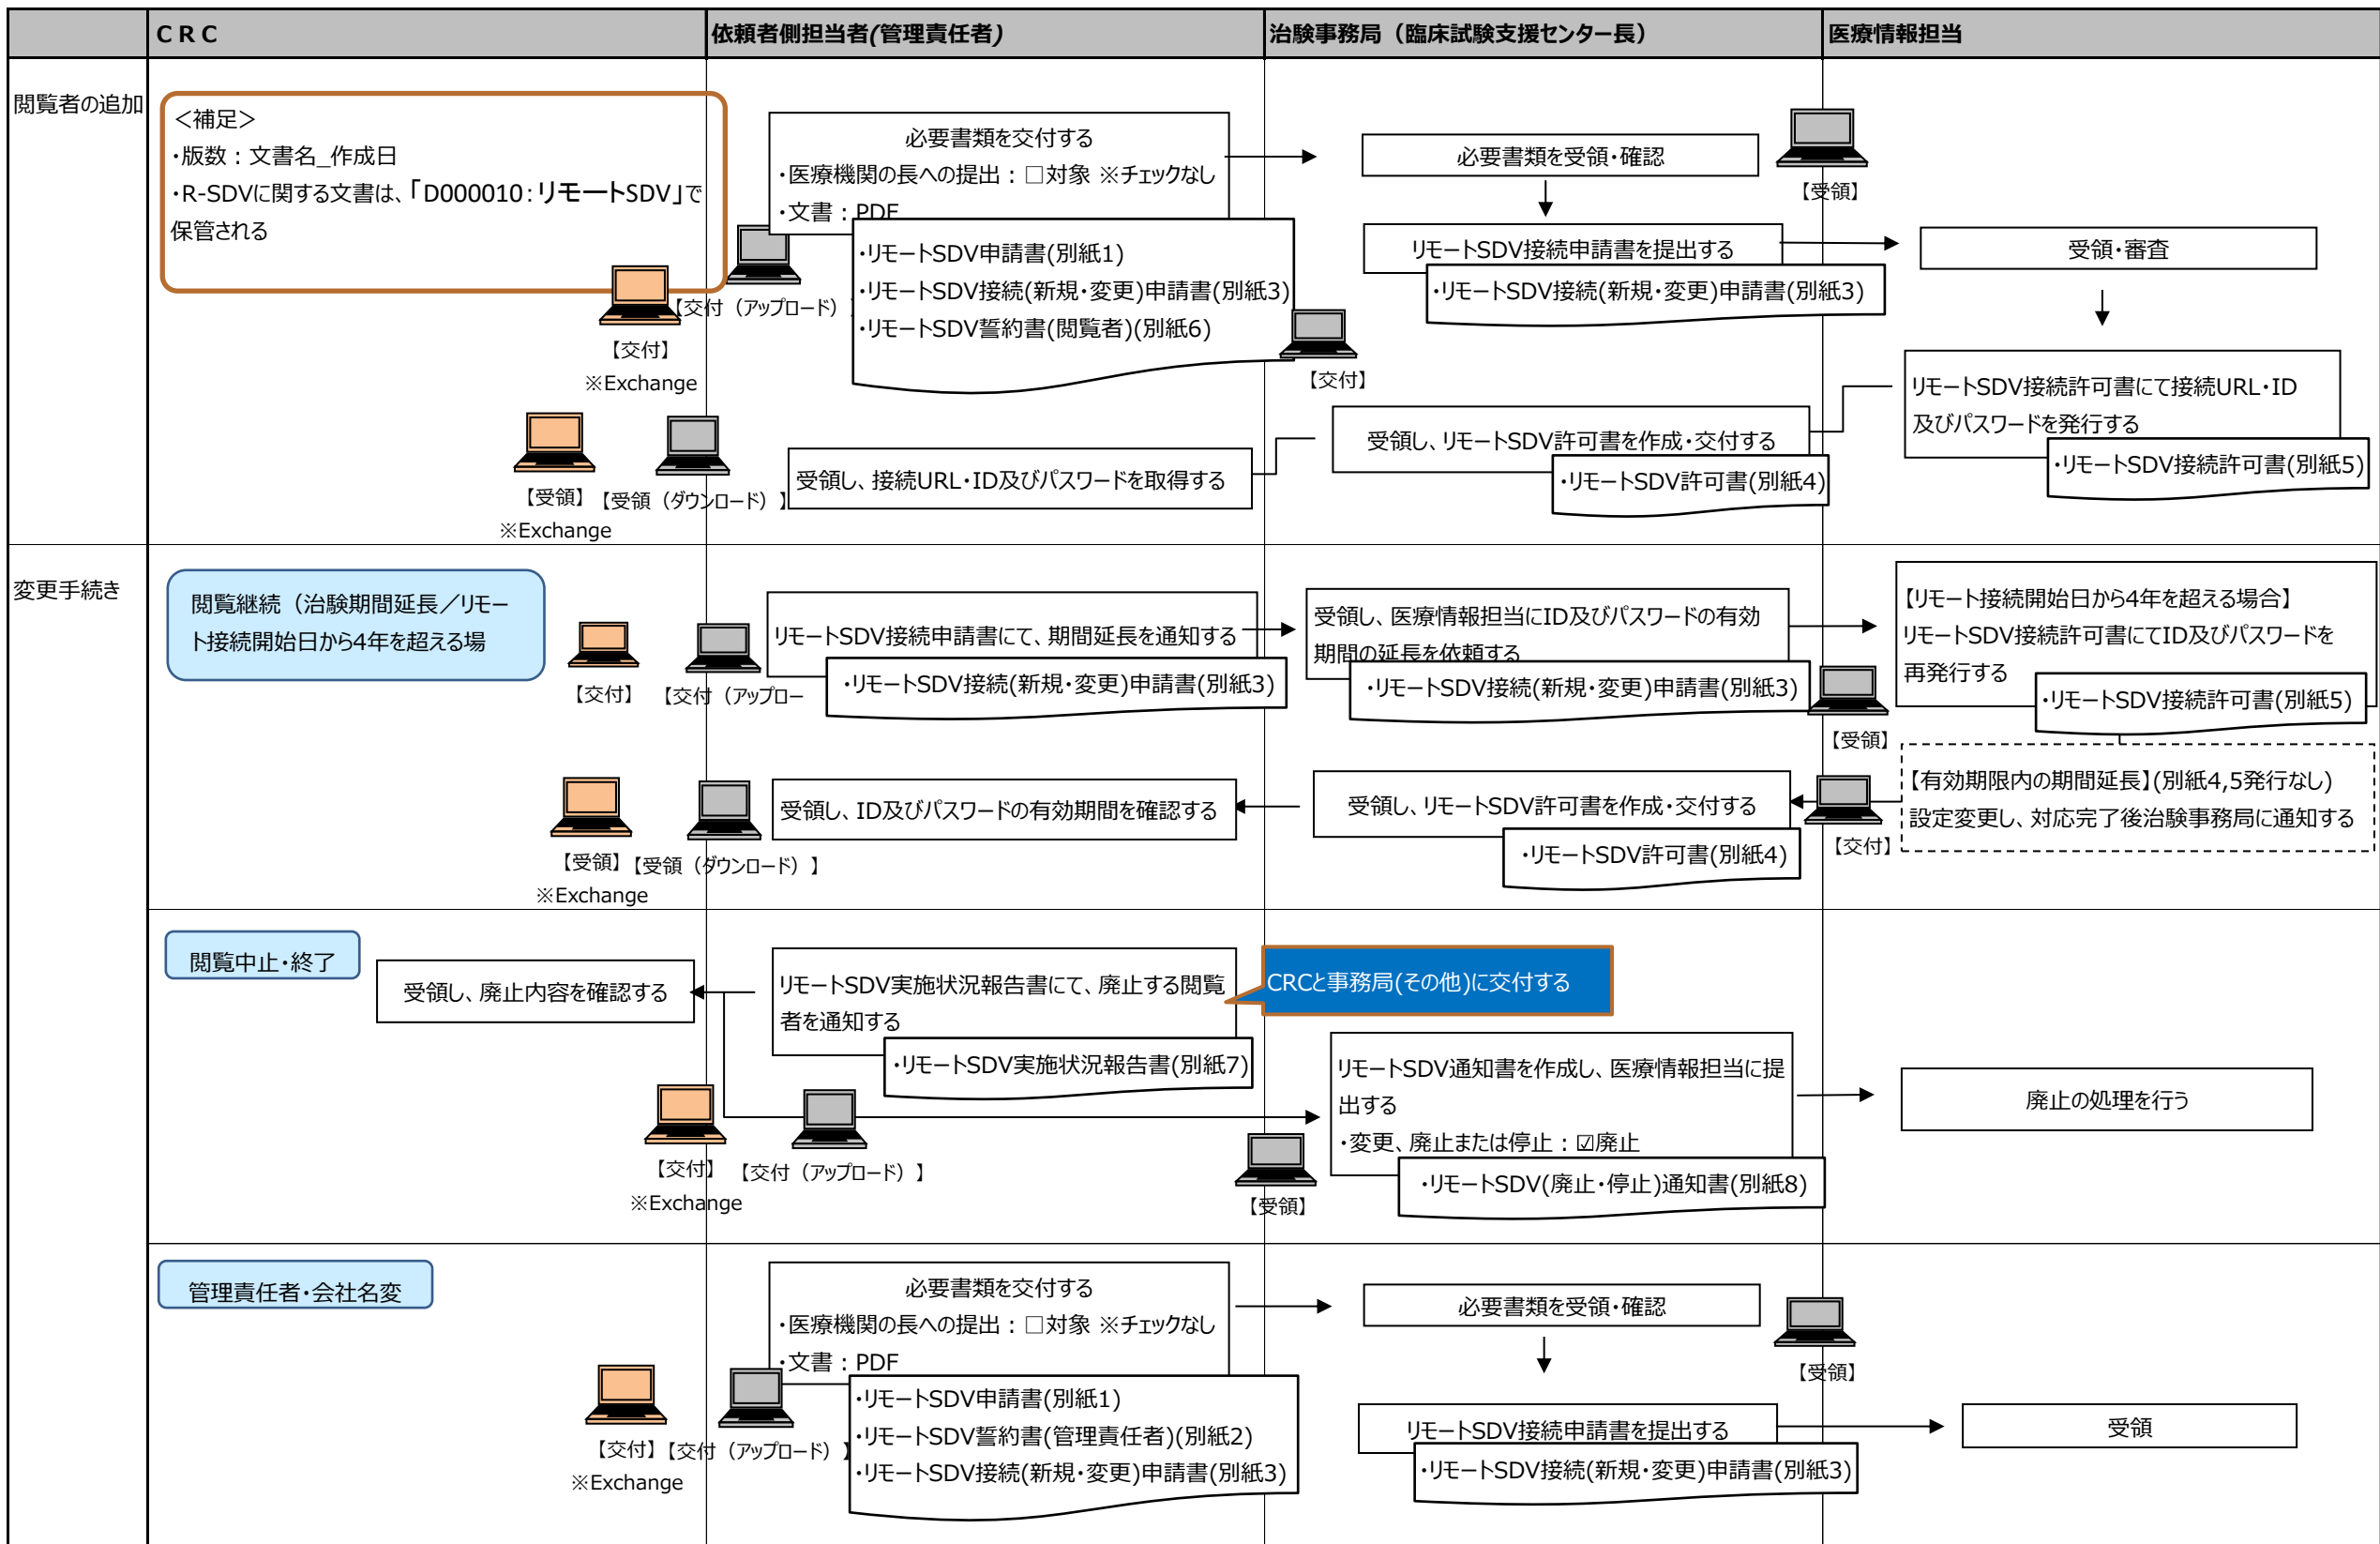 CRC
依頼者側担当者(管理責任者)
治験事務局（臨床試験支援センター長）
医療情報担当
閲覧者の追加
＜補足＞
・版数：文書名_作成日
・R-SDVに関する文書は、「D000010：リモートSDV」で
保管される
必要書類を交付する
・医療機関の長への提出：□対象 ※チェックなし
・文書：PDF
・リモートSDV申請書(別紙1)
・リモートSDV接続(新規・変更)申請書(別紙3)
・リモートSDV誓約書(閲覧者)(別紙6)
【交付（アップロード）】
【交付】
※Exchange
必要書類を受領・確認
【受領】
リモートSDV接続申請書を提出する
・リモートSDV接続(新規・変更)申請書(別紙3)
受領・審査
【交付】
リモートSDV接続許可書にて接続URL・ID
及びパスワードを発行する
・リモートSDV接続許可書(別紙5)
受領し、リモートSDV許可書を作成・交付する
・リモートSDV許可書(別紙4)
受領し、接続URL・ID及びパスワードを取得する
【受領】
【受領（ダウンロード）】
※Exchange
変更手続き
閲覧継続（治験期間延長／リモー
ト接続開始日から4年を超える場
【交付】
【交付（アップロー
リモートSDV接続申請書にて、期間延長を通知する
・リモートSDV接続(新規・変更)申請書(別紙3)
受領し、医療情報担当にID及びパスワードの有効
期間の延長を依頼する
・リモートSDV接続(新規・変更)申請書(別紙3)
【受領】
【リモート接続開始日から4年を超える場合】
リモートSDV接続許可書にてID及びパスワードを
再発行する
・リモートSDV接続許可書(別紙5)
【有効期限内の期間延長】(別紙4,5発行なし)
設定変更し、対応完了後治験事務局に通知する
【交付】
受領し、リモートSDV許可書を作成・交付する
・リモートSDV許可書(別紙4)
受領し、ID及びパスワードの有効期間を確認する
【受領】
【受領（ダウンロード）】
※Exchange
閲覧中止・終了
受領し、廃止内容を確認する
リモートSDV実施状況報告書にて、廃止する閲覧
者を通知する
・リモートSDV実施状況報告書(別紙7)
CRCと事務局(その他)に交付する
【交付】
【交付（アップロード）】
※Exchange
【受領】
リモートSDV通知書を作成し、医療情報担当に提
出する
・変更、廃止または停止：☑廃止
・リモートSDV(廃止・停止)通知書(別紙8)
廃止の処理を行う
管理責任者・会社名変
必要書類を交付する
・医療機関の長への提出：□対象 ※チェックなし
・文書：PDF
・リモートSDV申請書(別紙1)
・リモートSDV誓約書(管理責任者)(別紙2)
・リモートSDV接続(新規・変更)申請書(別紙3)
【交付】
【交付（アップロード）】
※Exchange
必要書類を受領・確認
【受領】
リモートSDV接続申請書を提出する
・リモートSDV接続(新規・変更)申請書(別紙3)
受領